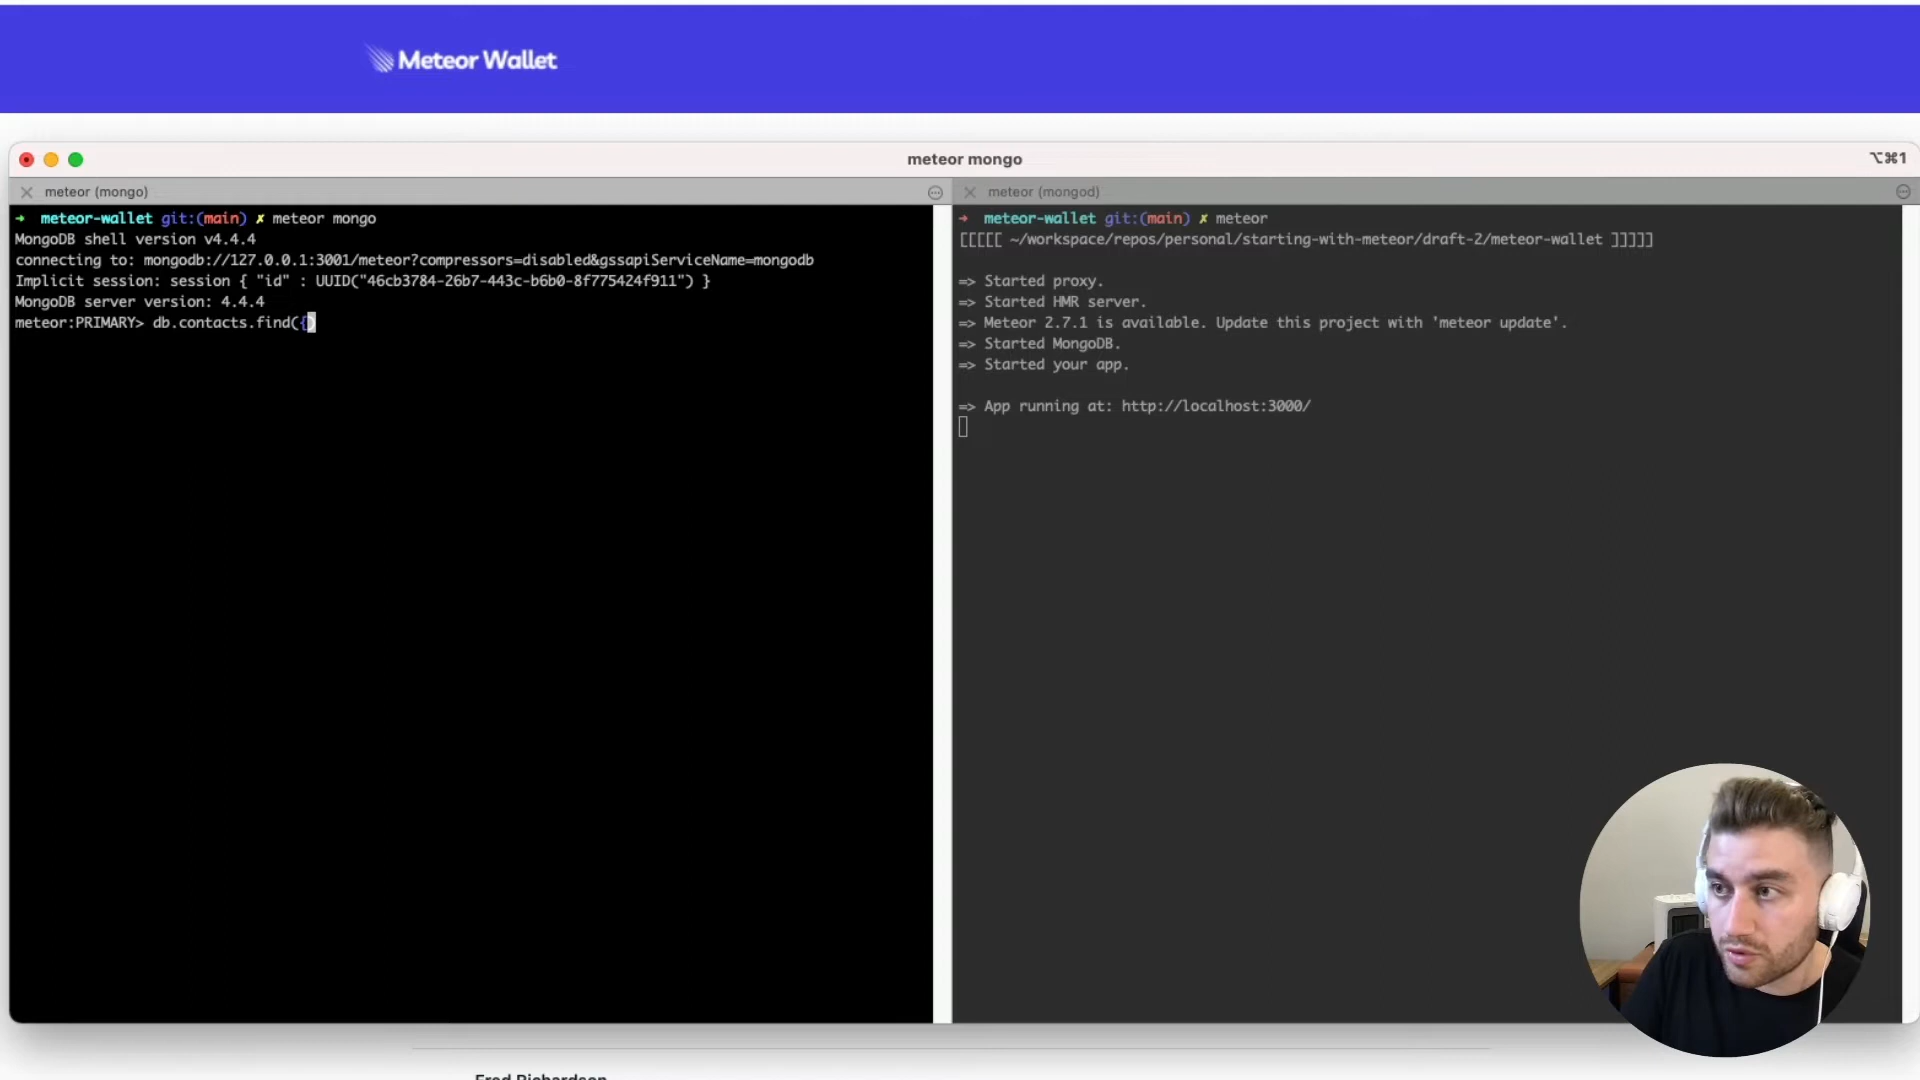 Meteor Wallet
meteor mongo
⌥⌘1
meteor (mongo)
➜ meteor-wallet git:(main) ✗ meteor mongo
MongoDB shell version v4.4.4
connecting to: mongodb://127.0.0.1:3001/meteor?compressors=disabled&gssapiServiceName=mongodb
Implicit session: session { "id" : UUID("46cb3784-26b7-443c-b6b0-8f775424f911") }
MongoDB server version: 4.4.4
meteor:PRIMARY> db.contacts.find({)
meteor (mongod)
➜ meteor-wallet git:(main) ✗ meteor
[[[[[ ~/workspace/repos/personal/starting-with-meteor/draft-2/meteor-wallet ]]]]]
=> Started proxy.
=> Started HMR server.
=> Meteor 2.7.1 is available. Update this project with 'meteor update'.
=> Started MongoDB.
=> Started your app.
=> App running at: http://localhost:3000/
Fred Richardson